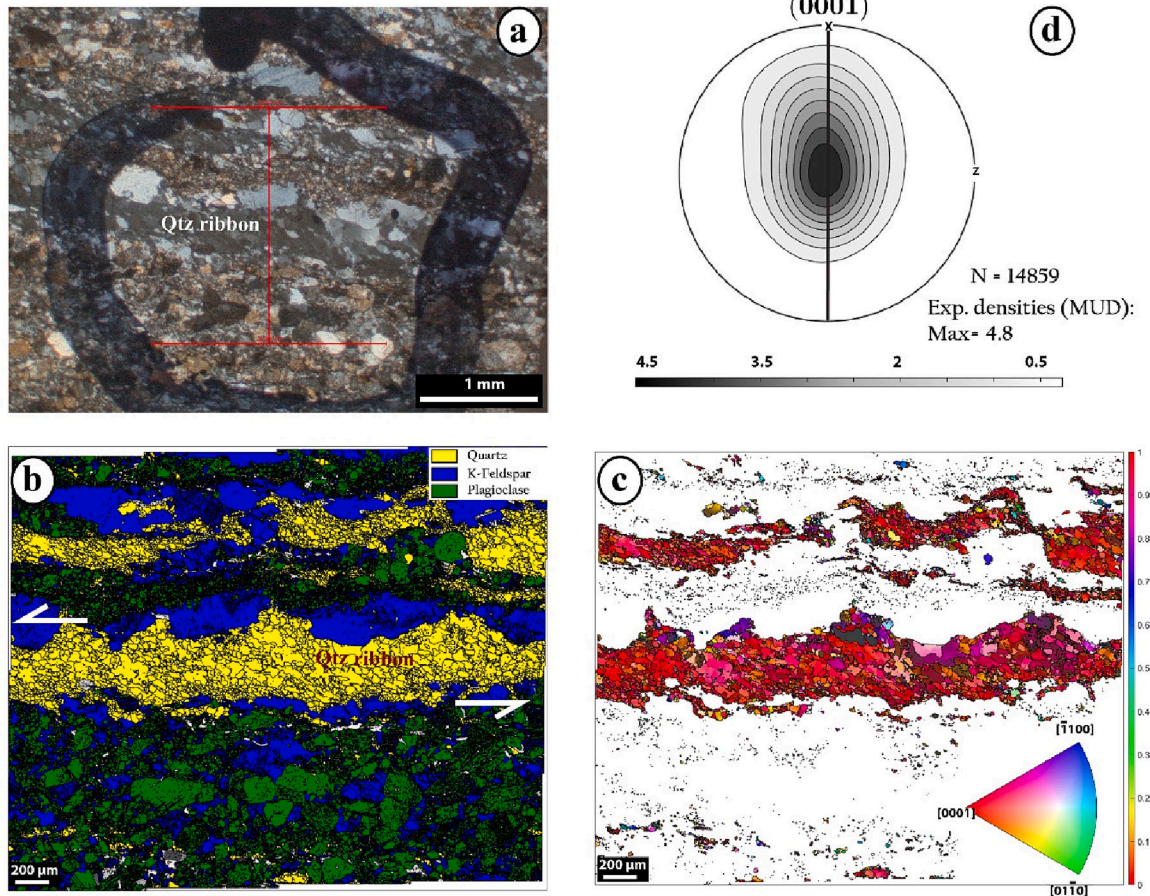 a
Qtz ribbon
1 mm
(0001)
d
x
z
N = 14859
Exp. densities (MUD):
Max= 4.8
4.5 3.5 2 0.5
b
Quartz
K-Feldspar
Plagioclase
Qtz ribbon
200 µm
c
1
0.9
0.8
0.7
0.6
0.5
0.4
0.3
0.2
0.1
0
[1̄100]
[0001]
[011̄0]
200 µm